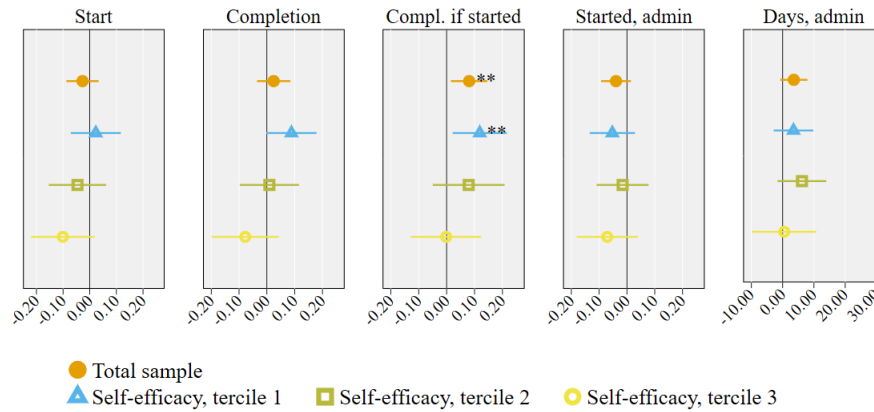 Start Completion Compl. if started Started, admin Days, admin
**
**
-0.20 -0.10 0.00 0.10 0.20 -0.20 -0.10 0.00 0.10 0.20 -0.20 -0.10 0.00 0.10 0.20 -0.20 -0.10 0.00 0.10 0.20 -10.00 0.00 10.00 20.00 30.00
Total sample
Self-efficacy, tercile 1 Self-efficacy, tercile 2 Self-efficacy, tercile 3